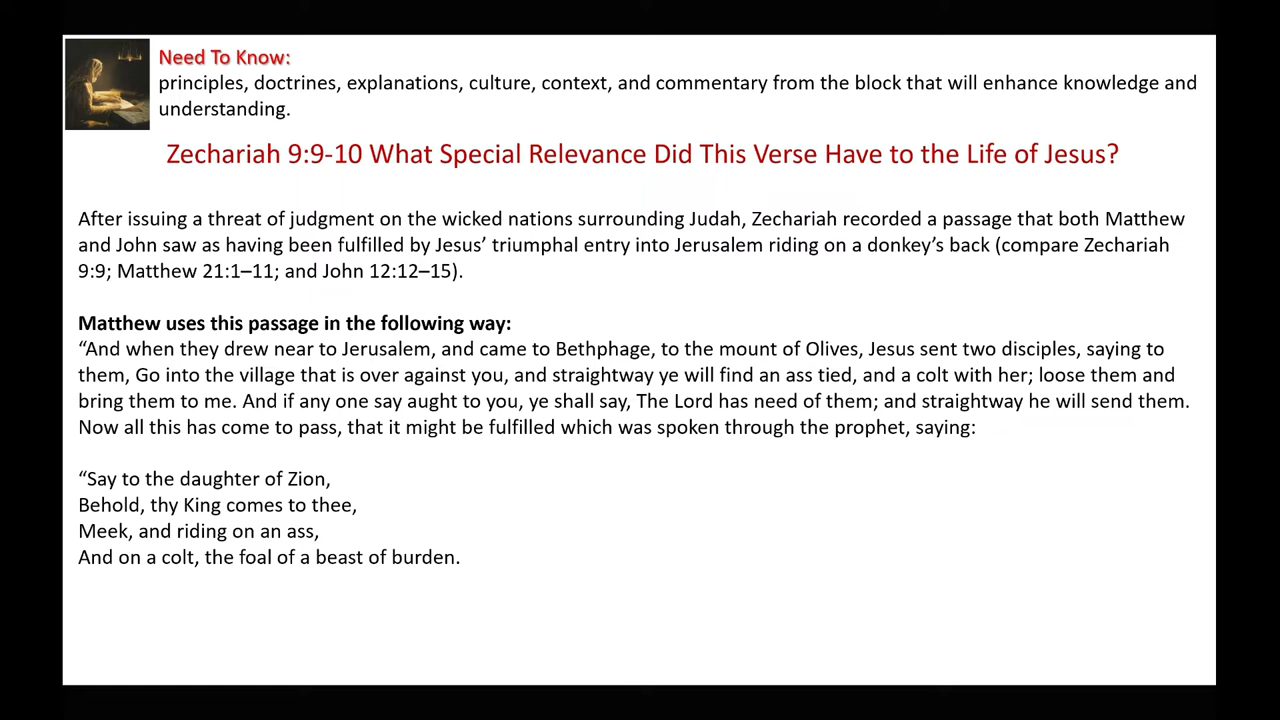 Need To Know:
principles, doctrines, explanations, culture, context, and commentary from the block that will enhance knowledge and
understanding.
Zechariah 9:9-10 What Special Relevance Did This Verse Have to the Life of Jesus?
After issuing a threat of judgment on the wicked nations surrounding Judah, Zechariah recorded a passage that both Matthew
and John saw as having been fulfilled by Jesus’ triumphal entry into Jerusalem riding on a donkey’s back (compare Zechariah
9:9; Matthew 21:1–11; and John 12:12–15).
Matthew uses this passage in the following way:
“And when they drew near to Jerusalem, and came to Bethphage, to the mount of Olives, Jesus sent two disciples, saying to
them, Go into the village that is over against you, and straightway ye will find an ass tied, and a colt with her; loose them and
bring them to me. And if any one say aught to you, ye shall say, The Lord has need of them; and straightway he will send them.
Now all this has come to pass, that it might be fulfilled which was spoken through the prophet, saying:
“Say to the daughter of Zion,
Behold, thy King comes to thee,
Meek, and riding on an ass,
And on a colt, the foal of a beast of burden.